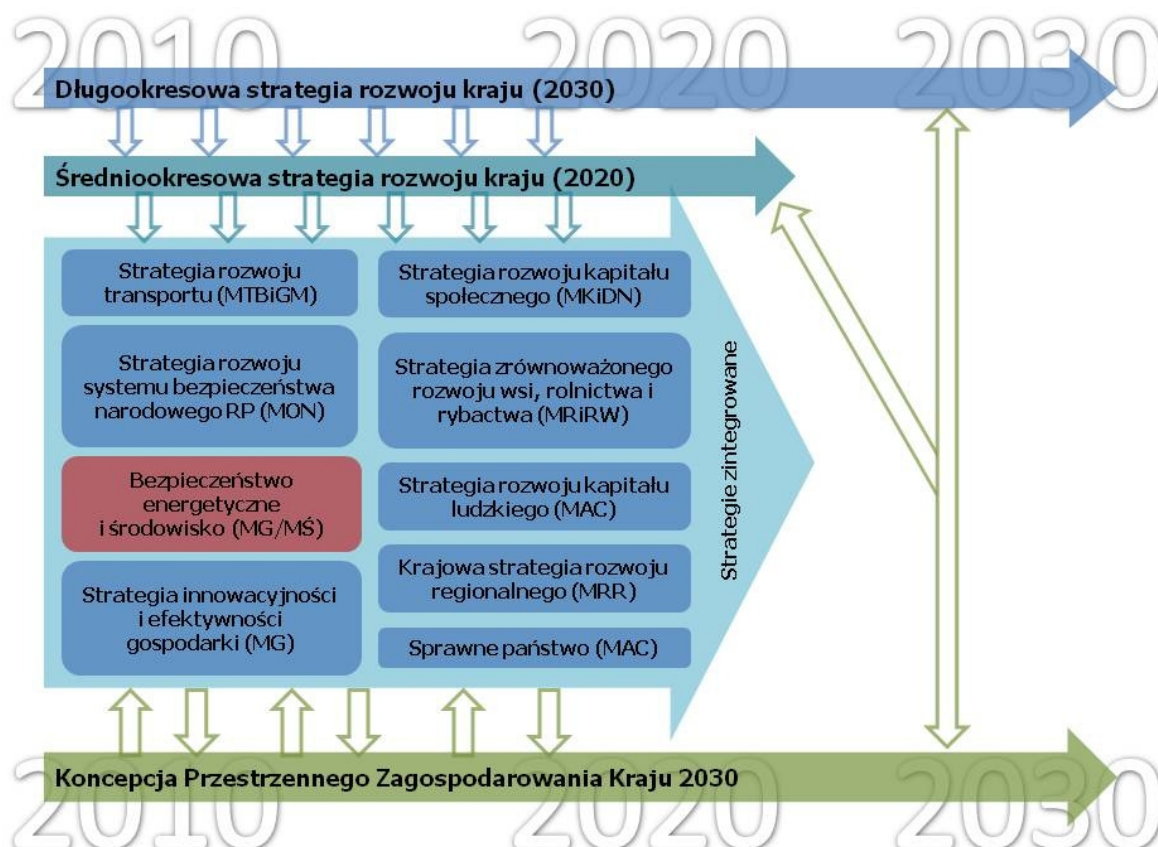 2010 2020 2030
Długookresowa strategia rozwoju kraju (2030)
Średniookresowa strategia rozwoju kraju (2020)
Strategia rozwoju
transportu (MTBiGM)
Strategia rozwoju
systemu bezpieczeństwa
narodowego RP (MON)
Bezpieczeństwo
energetyczne
i środowisko (MG/MŚ)
Strategia innowacyjności
i efektywności
gospodarki (MG)
Strategia rozwoju kapitału
społecznego (MKiDN)
Strategia zrównoważonego
rozwoju wsi, rolnictwa i
rybactwa (MRiRW)
Strategia rozwoju kapitału
ludzkiego (MAC)
Krajowa strategia rozwoju
regionalnego (MRR)
Sprawne państwo (MAC)
Strategie zintegrowane
Koncepcja Przestrzennego Zagospodarowania Kraju 2030
2010 2020 2030